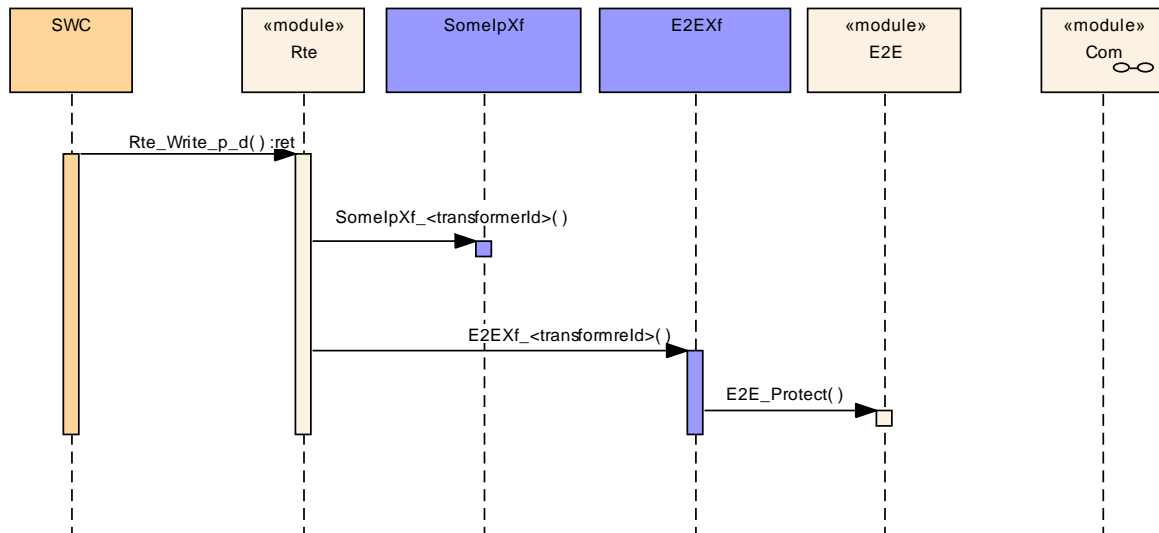 SWC
«module»
Rte
SomeIpXf
E2EXf
«module»
E2E
«module»
Com
Rte_Write_p_d() :ret
SomeIpXf_<transformerId>()
E2EXf_<transformreId>()
E2E_Protect()